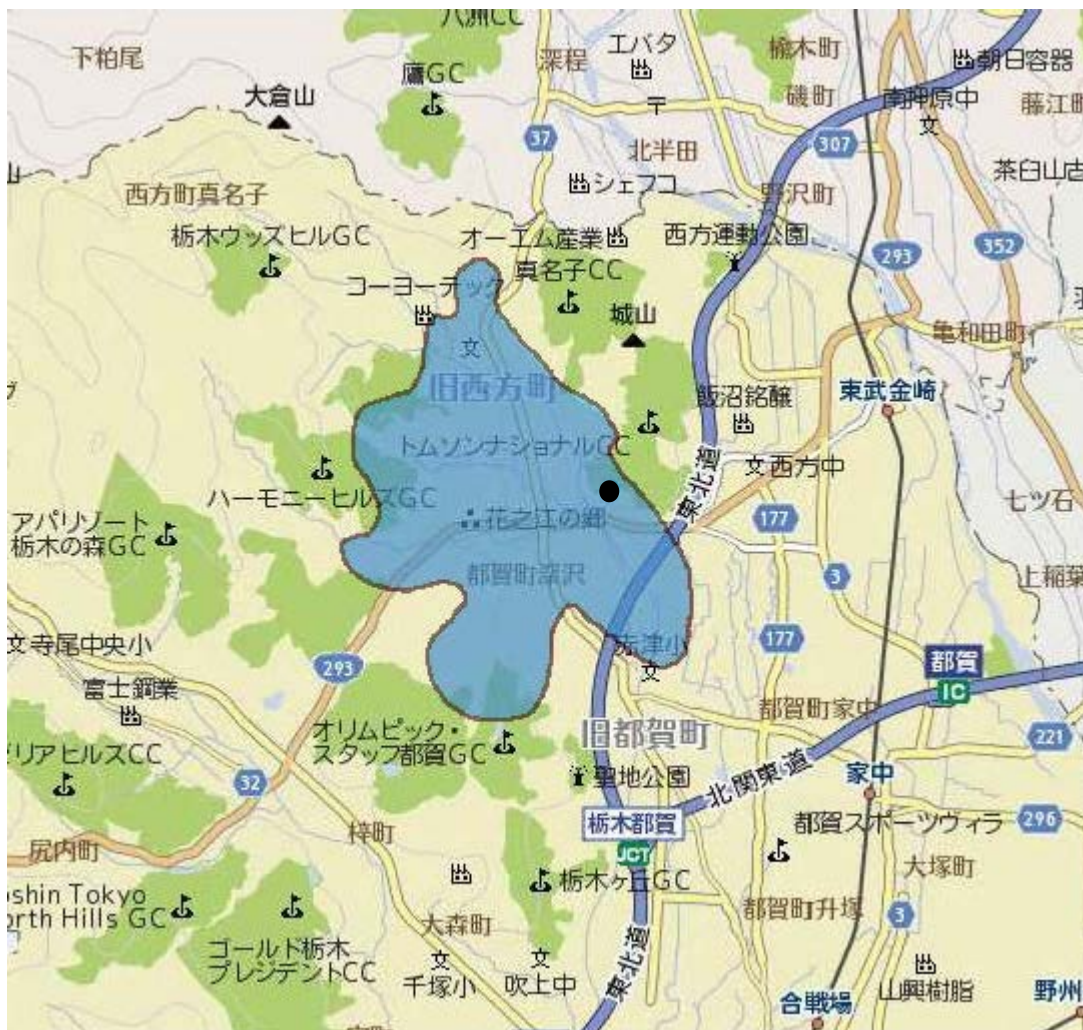 八洲CC
下粕尾
鷹GC
大倉山
深程
エバタ
楡木町
朝日容器
磯町
南押原中
藤江町
37
〒
北半田
307
シェフコ
茶臼山古
山
西方町真名子
野沢町
栃木ウッズヒルGC
オーエム産業
西方運動公園
293
352
真名子CC
コーヨーテック
城山
亀和田町
旧西方町
飯沼銘醸
東武金崎
トムソンナショナルGC
東北道
文西方中
ハーモニーヒルズGC
七ツ石
アパリゾート
栃木の森GC
花之江の郷
177
都賀町深沢
3
上稲葉
文寺尾中央小
赤津小
177
293
都賀
IC
富士鋼業
都賀町家中
オリムピック・
スタッフ都賀GC
旧都賀町
221
リアヒルズCC
32
聖地公園
北関東道
家中
栃木都賀
JCT
296
梓町
都賀スポーツヴィラ
尻内町
栃木ヶ丘GC
大塚町
oshin Tokyo
orth Hills GC
大森町
都賀町升塚
3
ゴールド栃木
プレジデントCC
文
千塚小
文
吹上中
東北道
山興樹脂
合戦場
野州